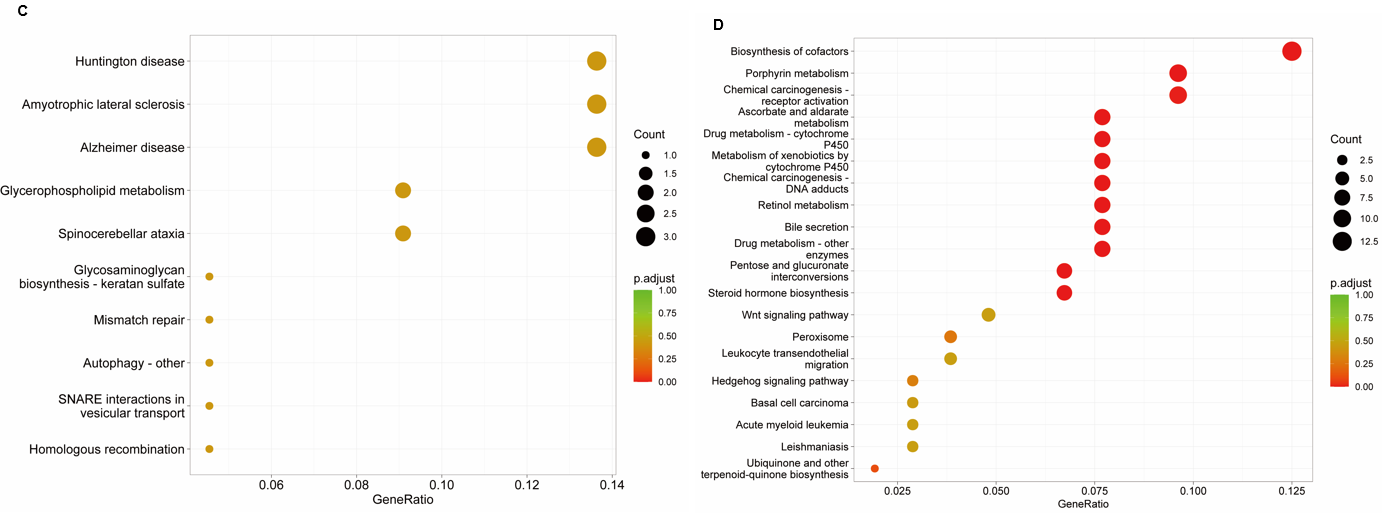 C
Huntington disease
Amyotrophic lateral sclerosis
Alzheimer disease
Glycerophospholipid metabolism
Spinocerebellar ataxia
Glycosaminoglycan
biosynthesis - keratan sulfate
Mismatch repair
Autophagy - other
SNARE interactions in
vesicular transport
Homologous recombination
0.06
0.08
0.10
0.12
0.14
GeneRatio
Count
1.0
1.5
2.0
2.5
3.0
p.adjust
1.00
0.75
0.50
0.25
0.00
D
Biosynthesis of cofactors
Porphyrin metabolism
Chemical carcinogenesis -
receptor activation
Ascorbate and aldarate
metabolism
Drug metabolism - cytochrome
P450
Metabolism of xenobiotics by
cytochrome P450
Chemical carcinogenesis -
DNA adducts
Retinol metabolism
Bile secretion
Drug metabolism - other
enzymes
Pentose and glucuronate
interconversions
Steroid hormone biosynthesis
Wnt signaling pathway
Peroxisome
Leukocyte transendothelial
migration
Hedgehog signaling pathway
Basal cell carcinoma
Acute myeloid leukemia
Leishmaniasis
Ubiquinone and other
terpenoid-quinone biosynthesis
0.025
0.050
0.075
0.100
0.125
GeneRatio
Count
2.5
5.0
7.5
10.0
12.5
p.adjust
1.00
0.75
0.50
0.25
0.00